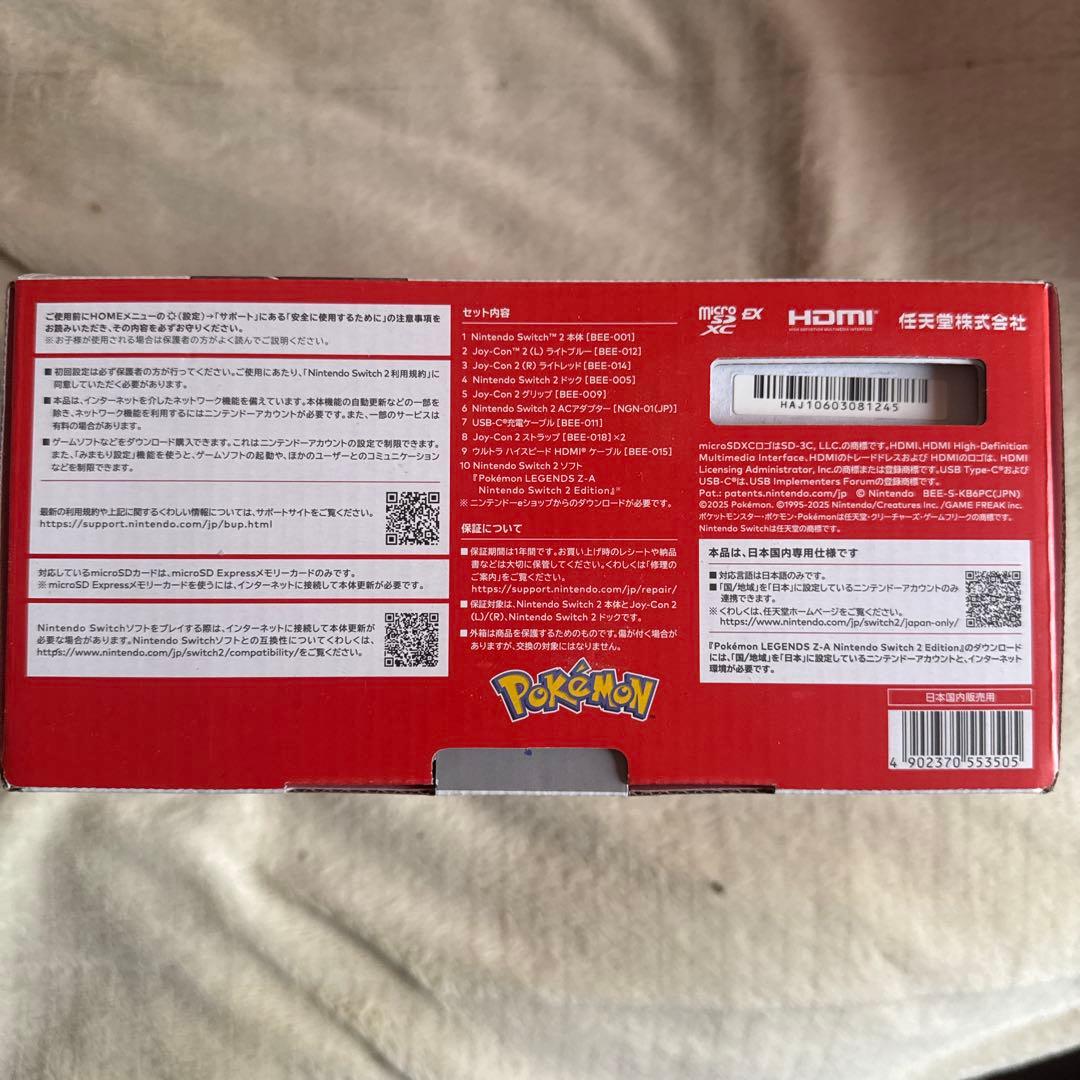 ご使用前にHOMEメニューの(設定)→「サポート」にある「安全に使用するために」の注意事項を
お読みいただき、その内容を必ずお守りください。
※お子様が使用される場合は保護者の方がよく読んでご説明ください。
■初回設定は必ず保護者の方が行ってください。ご使用にあたり、「Nintendo Switch 2利用規約」に
同意していただく必要があります。
■本品は、インターネットを介したネットワーク機能を備えています。本体機能の自動更新などの一部を
除き、ネットワーク機能を利用するにはニンテンドーアカウントが必要です。また、一部のサービスは
有料の場合があります。
■ゲームソフトなどをダウンロード購入できます。これはニンテンドーアカウントの設定で制限できます。
また、「みまもり設定」機能を使うと、ゲームソフトの起動や、ほかのユーザーとのコミュニケーション
などを制限できます。
最新の利用規約や上記に関するくわしい情報については、サポートサイトをご覧ください。
https://support.nintendo.com/jp/bup.html
対応しているmicroSDカードは、microSD Expressメモリーカードのみです。
※microSD Expressメモリーカードを使うには、インターネットに接続して本体更新が必要です。
Nintendo Switchソフトをプレイする際は、インターネットに接続して本体更新が
必要な場合があります。Nintendo Switchソフトとの互換性についてくわしくは、
https://www.nintendo.com/jp/switch2/compatibility/をご覧ください。
セット内容
1 Nintendo Switch™ 2 本体 [BEE-001]
2 Joy-Con™ 2 (L) ライトブルー [BEE-012]
3 Joy-Con 2 (R) ライトレッド [BEE-014]
4 Nintendo Switch 2 ドック [BEE-005]
5 Joy-Con 2 グリップ [BEE-009]
6 Nintendo Switch 2 ACアダプター [NGN-01(JP)]
7 USB-C®充電ケーブル [BEE-011]
8 Joy-Con 2 ストラップ [BEE-018]×2
9 ウルトラ ハイスピード HDMI® ケーブル [BEE-015]
10 Nintendo Switch 2 ソフト
『Pokémon LEGENDS Z-A
Nintendo Switch 2 Edition』※
※ニンテンドーeショップからのダウンロードが必要です。
保証について
■保証期間は1年間です。お買い上げ時のレシートや納品
書などは大切に保管してください。くわしくは「修理の
ご案内」をご覧ください。
https://support.nintendo.com/jp/repair/
■保証対象は、Nintendo Switch 2 本体とJoy-Con 2
(L)/(R)、Nintendo Switch 2 ドックです。
■外箱は商品を保護するためのものです。傷が付く場合が
ありますが、交換の対象にはなりません。
POKéMON
micro SD XC EX
HDMI®
HIGH-DEFINITION MULTIMEDIA INTERFACE
任天堂株式会社
HAJ10603081245
microSDXCロゴはSD-3C, LLC.の商標です。HDMI、HDMI High-Definition
Multimedia Interface、HDMIのトレードドレスおよび HDMIのロゴは、HDMI
Licensing Administrator, Inc.の商標または登録商標です。USB Type-C®および
USB-C®は、USB Implementers Forumの登録商標です。
Pat.: patents.nintendo.com/jp © Nintendo BEE-S-KB6PC(JPN)
©2025 Pokémon. ©1995-2025 Nintendo/Creatures Inc. /GAME FREAK inc.
ポケットモンスター・ポケモン・Pokémonは任天堂・クリーチャーズ・ゲームフリークの商標です。
Nintendo Switchは任天堂の商標です。
本品は、日本国内専用仕様です
■対応言語は日本語のみです。
■「国/地域」を「日本」に設定しているニンテンドーアカウントのみ
連携できます。
※くわしくは、任天堂ホームページをご覧ください。
https://www.nintendo.com/jp/switch2/japan-only/
『Pokémon LEGENDS Z-A Nintendo Switch 2 Edition』のダウンロード
には、「国/地域」を「日本」に設定しているニンテンドーアカウントと、インターネット
環境が必要です。
日本国内販売用
4 902370 553505